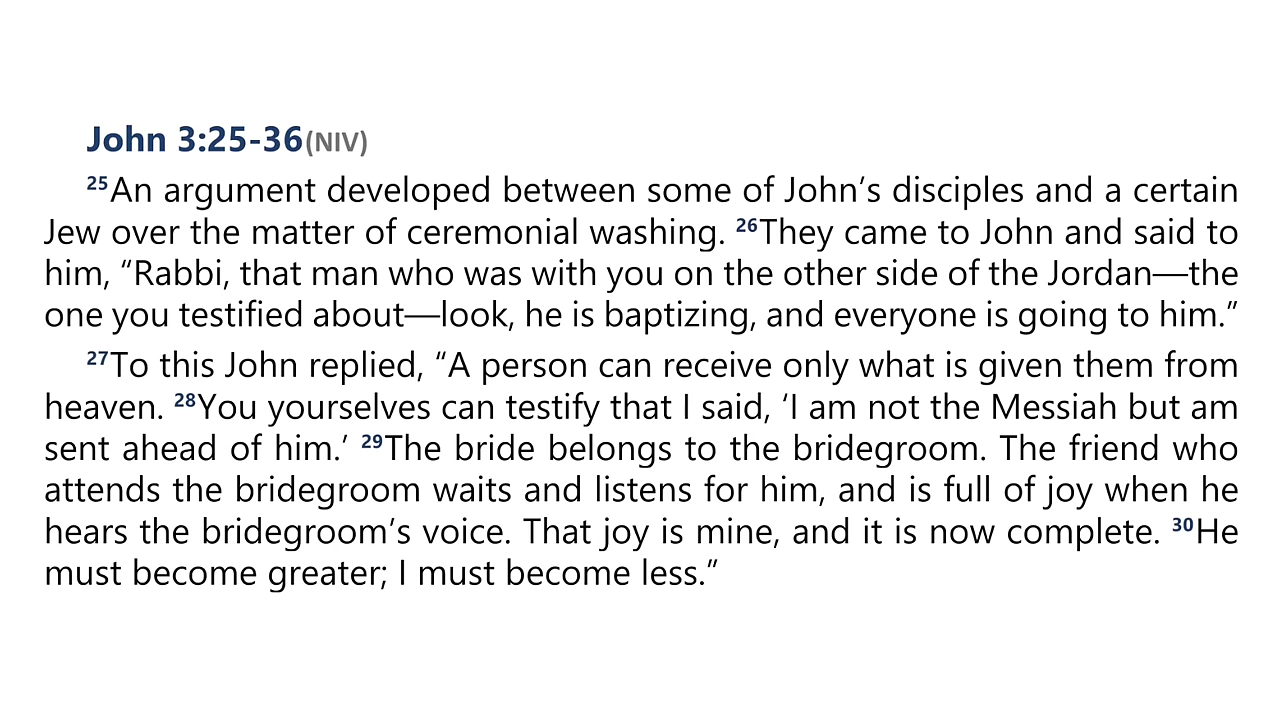 John 3:25-36(NIV)
25An argument developed between some of John’s disciples and a certain
Jew over the matter of ceremonial washing. 26They came to John and said to
him, “Rabbi, that man who was with you on the other side of the Jordan—the
one you testified about—look, he is baptizing, and everyone is going to him.”
27To this John replied, “A person can receive only what is given them from
heaven. 28You yourselves can testify that I said, ‘I am not the Messiah but am
sent ahead of him.’ 29The bride belongs to the bridegroom. The friend who
attends the bridegroom waits and listens for him, and is full of joy when he
hears the bridegroom’s voice. That joy is mine, and it is now complete. 30He
must become greater; I must become less.”